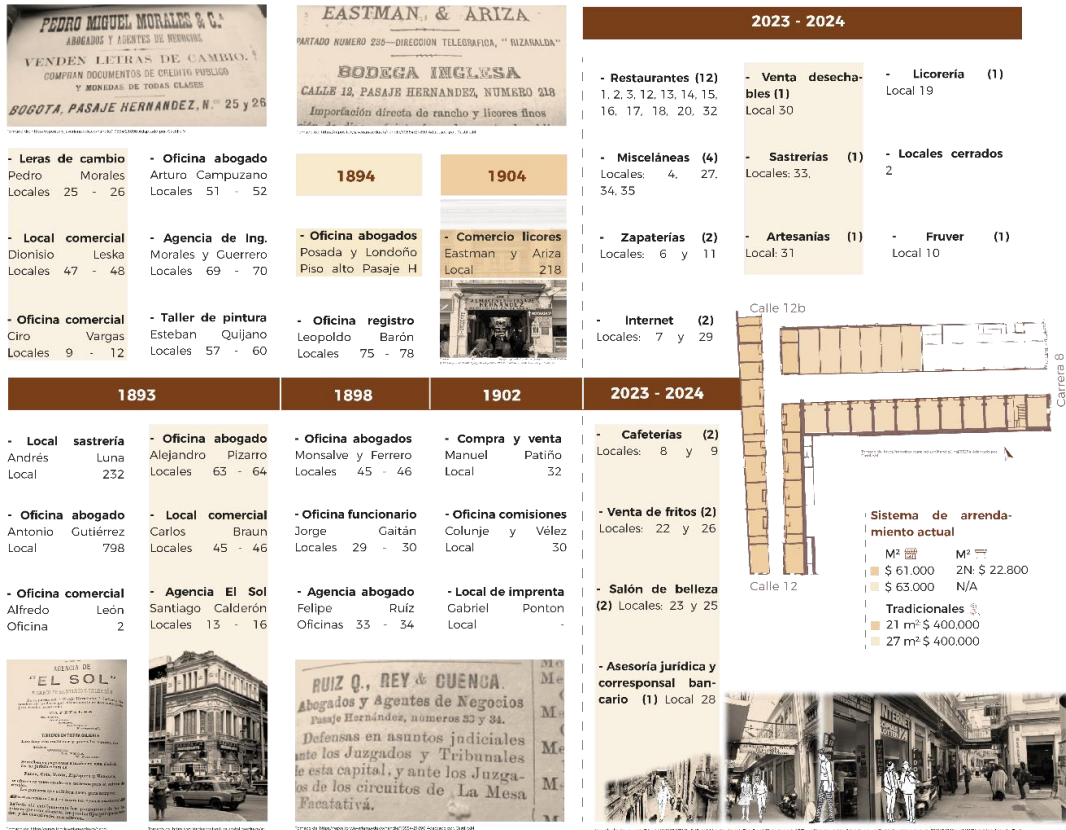 PEDRO MIGUEL MORALES & C.ª
ABOGADOS Y AGENTES DE NEGOCIOS
VENDEN LETRAS DE CAMBIO.
COMPRAN DOCUMENTOS DE CREDITO PUBLICO
Y MONEDAS DE TODAS CLASES
BOGOTA, PASAJE HERNANDEZ, N.os 25 y 26
EASTMAN & ARIZA
APARTADO NUMERO 235—DIRECCION TELEGRAFICA, "RIZARALDA"
BODEGA INGLESA
CALLE 12, PASAJE HERNANDEZ, NUMERO 218
Importación directa de rancho y licores finos
- Leras de cambio
Pedro Morales
Locales 25 - 26
- Oficina abogado
Arturo Campuzano
Locales 51 - 52
- Local comercial
Dionisio Leska
Locales 47 - 48
- Agencia de Ing.
Morales y Guerrero
Locales 69 - 70
- Oficina comercial
Ciro Vargas
Locales 9 - 12
- Taller de pintura
Esteban Quijano
Locales 57 - 60
1894
- Oficina abogados
Posada y Londoño
Piso alto Pasaje H
- Oficina registro
Leopoldo Barón
Locales 75 - 78
1904
- Comercio licores
Eastman y Ariza
Local 218
HERNANDEZ
2023 - 2024
- Restaurantes (12)
1, 2, 3, 12, 13, 14, 15,
16, 17, 18, 20, 32
- Misceláneas (4)
Locales: 4, 27,
34, 35
- Zapaterías (2)
Locales: 6 y 11
- Internet (2)
Locales: 7 y 29
- Venta desecha-
bles (1)
Local 30
- Sastrerías (1)
Locales: 33,
- Artesanías (1)
Local: 31
- Licorería (1)
Local 19
- Locales cerrados
2
- Fruver (1)
Local 10
Calle 12b
Carrera 8
Calle 12
1893
1898
1902
2023 - 2024
- Local sastrería
Andrés Luna
Local 232
- Oficina abogado
Antonio Gutiérrez
Local 798
- Oficina comercial
Alfredo León
Oficina 2
- Oficina abogado
Alejandro Pizarro
Locales 63 - 64
- Local comercial
Carlos Braun
Locales 45 - 46
- Agencia El Sol
Santiago Calderón
Locales 13 - 16
- Oficina abogados
Monsalve y Ferrero
Locales 45 - 46
- Oficina funcionario
Jorge Gaitán
Locales 29 - 30
- Agencia abogado
Felipe Ruíz
Oficinas 33 - 34
- Compra y venta
Manuel Patiño
Local 32
- Oficina comisiones
Colunje y Vélez
Local 30
- Local de imprenta
Gabriel Ponton
Local -
- Cafeterías (2)
Locales: 8 y 9
- Venta de fritos (2)
Locales: 22 y 26
- Salón de belleza
(2) Locales: 23 y 25
- Asesoría jurídica y
corresponsal ban-
cario (1) Local 28
Sistema de arrenda-
miento actual
M² M²
$ 61.000 2N: $ 22.800
$ 63.000 N/A
Tradicionales
21 m² $ 400.000
27 m² $ 400.000
AGENCIA DE
"EL SOL"
RUIZ Q., REY & CUENCA.
Abogados y Agentes de Negocios
Pasaje Hernández, números 33 y 34.
Defensas en asuntos judiciales
ante los Juzgados y Tribunales
de esta capital, y ante los Juzga-
dos de los circuitos de La Mesa
Facatativá.
INTERNET